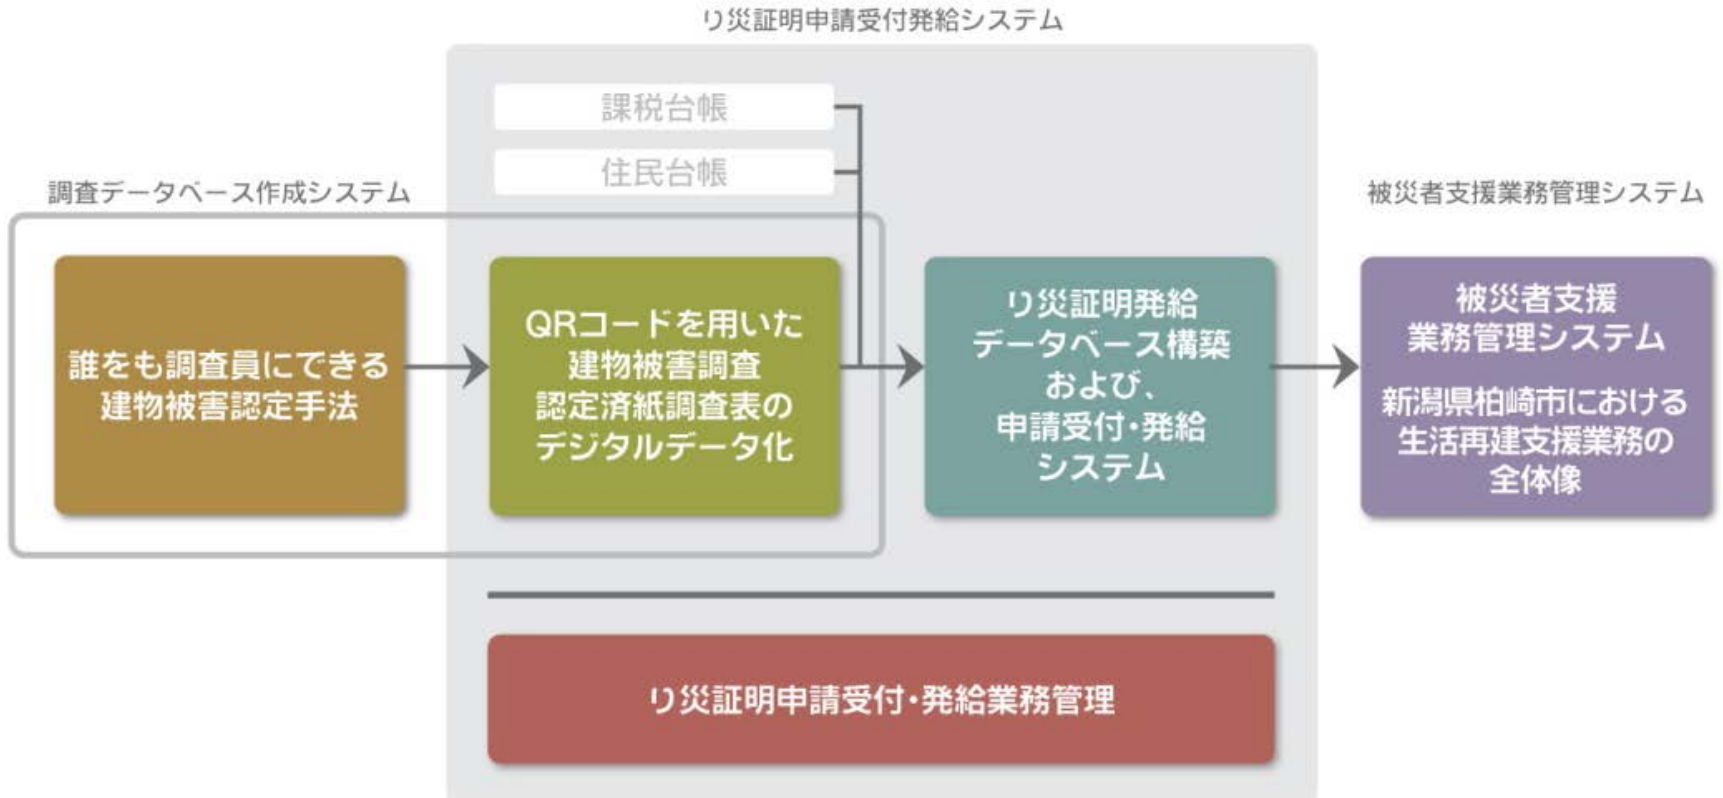 り災証明申請受付発給システム
課税台帳
住民台帳
調査データベース作成システム
被災者支援業務管理システム
誰をも調査員にできる
建物被害認定手法
QRコードを用いた
建物被害調査
認定済紙調査表の
デジタルデータ化
り災証明発給
データベース構築
および、
申請受付・発給
システム
被災者支援
業務管理システム
新潟県柏崎市における
生活再建支援業務の
全体像
り災証明申請受付・発給業務管理